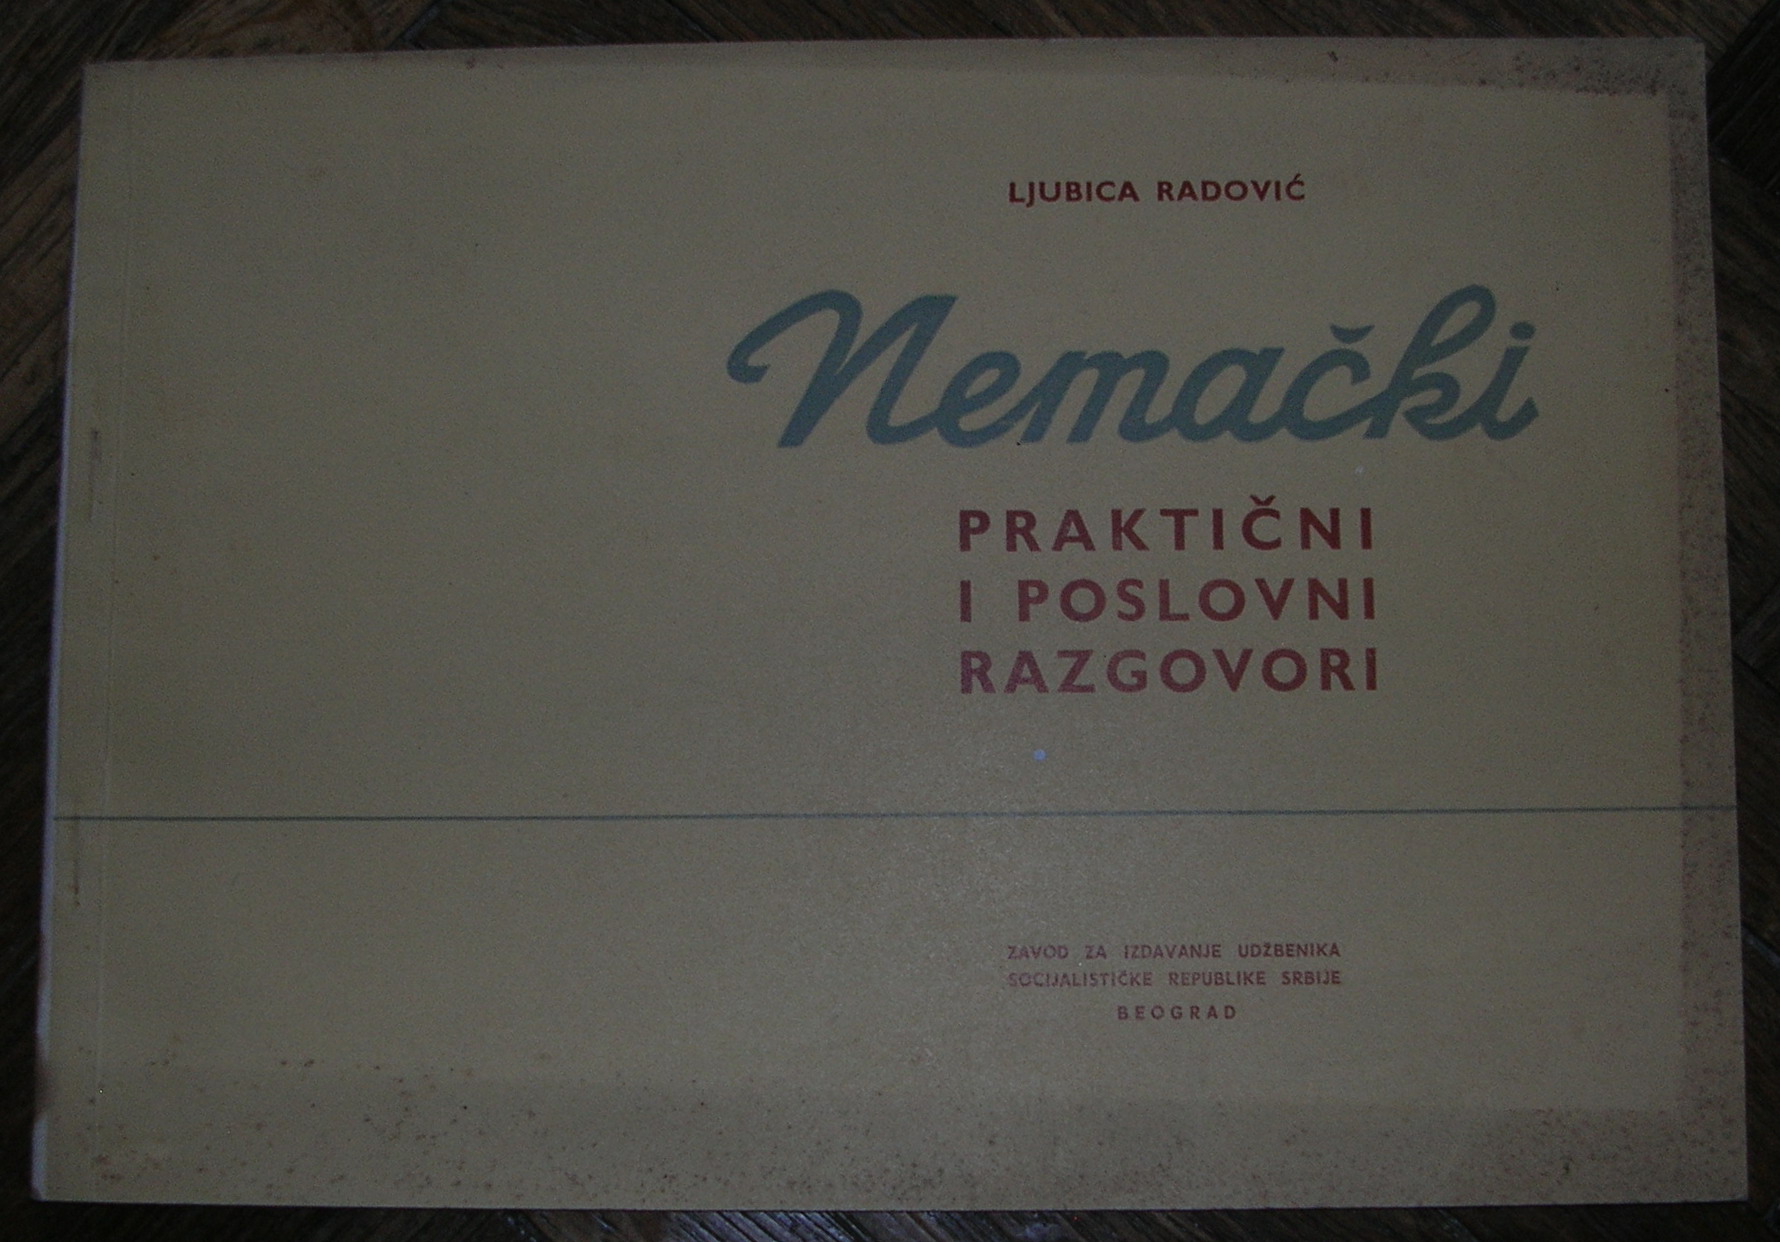 LJUBICA RADOVIĆ
Nemački
PRAKTIČNI
I POSLOVNI
RAZGOVORI
ZAVOD ZA IZDAVANJE UDŽBENIKA
SOCIJALISTIČKE REPUBLIKE SRBIJE
BEOGRAD